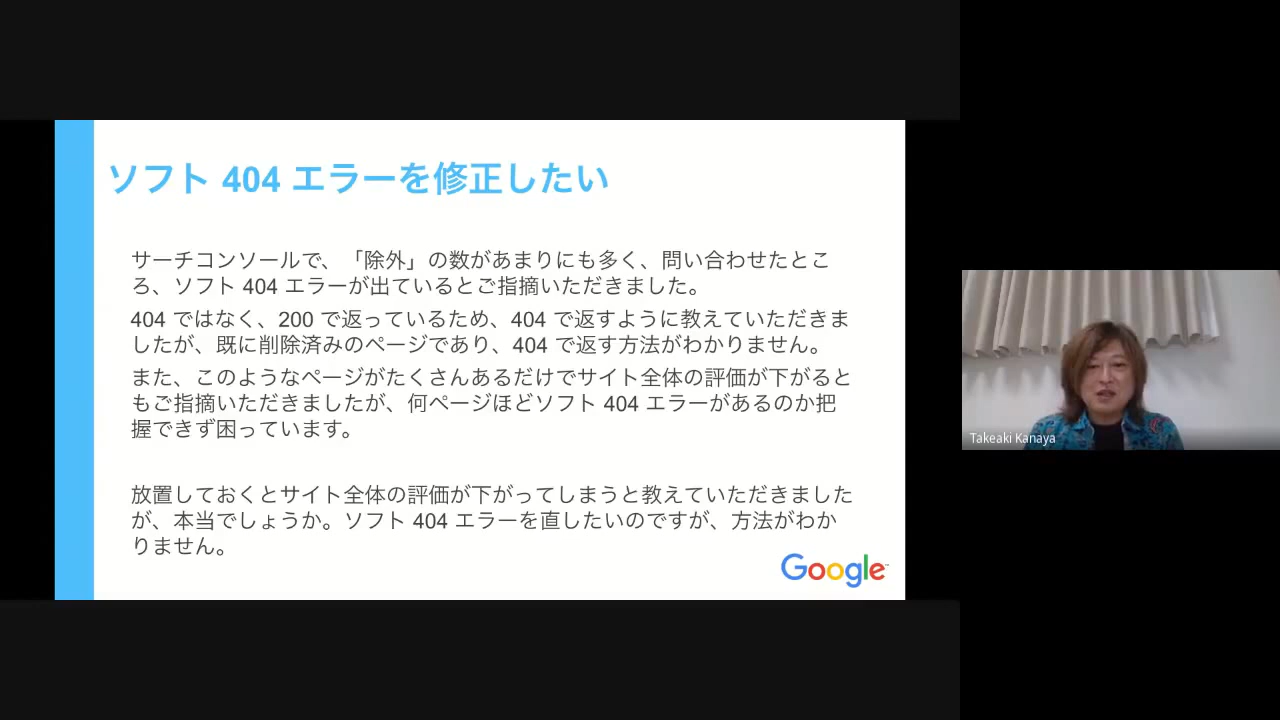 ソフト 404 エラーを修正したい
サーチコンソールで、「除外」の数があまりにも多く、問い合わせたとこ
ろ、ソフト 404 エラーが出ているとご指摘いただきました。
404 ではなく、200 で返っているため、404 で返すように教えていただきま
したが、既に削除済みのページであり、404 で返す方法がわかりません。
また、このようなページがたくさんあるだけでサイト全体の評価が下がると
もご指摘いただきましたが、何ページほどソフト 404 エラーがあるのか把
握できず困っています。
放置しておくとサイト全体の評価が下がってしまうと教えていただきました
が、本当でしょうか。ソフト 404 エラーを直したいのですが、方法がわか
りません。
Google
Takeaki Kanaya